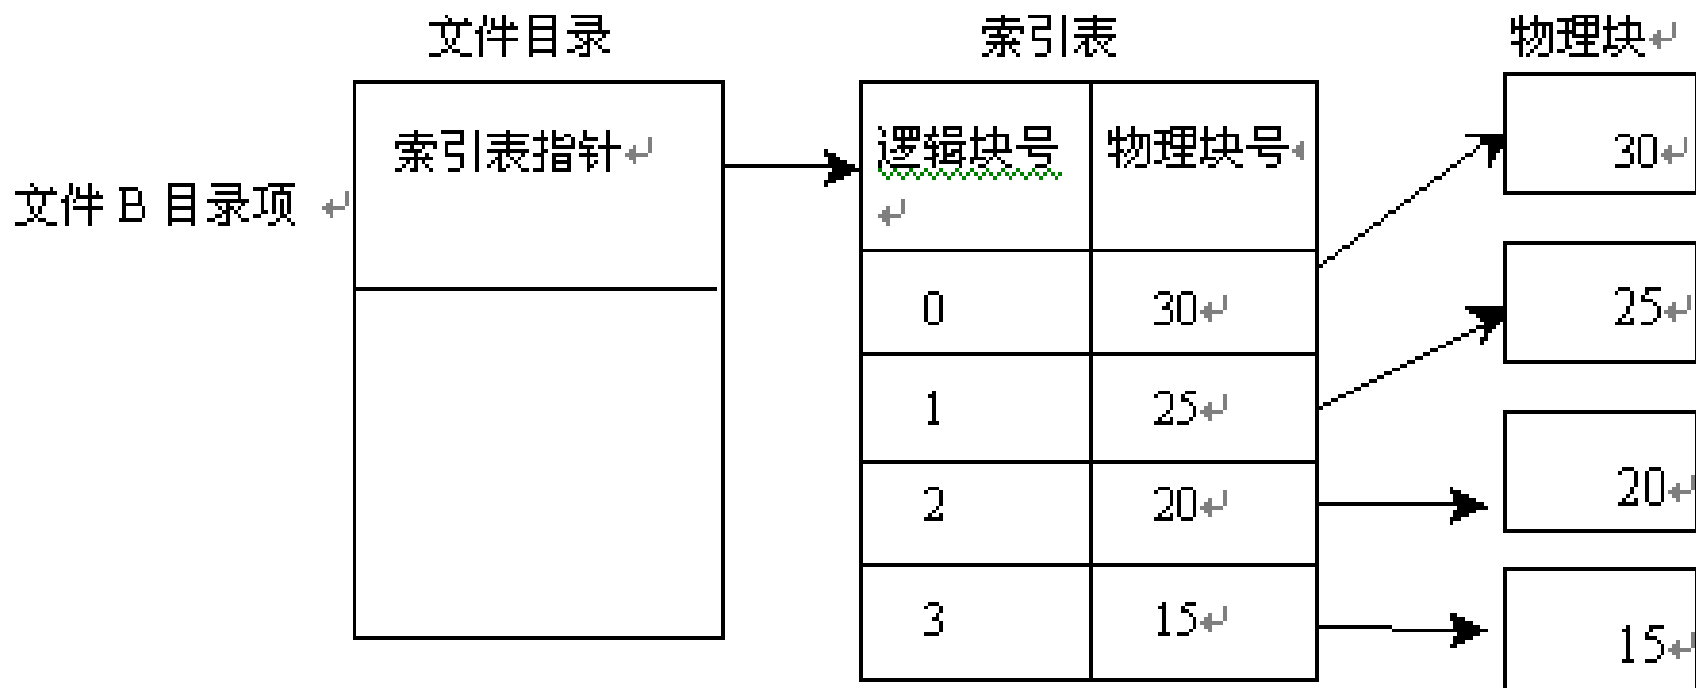 文件目录
索引表
物理块↵
文件 B 目录项 ↵
索引表指针↵
逻辑块号 物理块号
↵
0 30↵
1 25↵
2 20↵
3 15↵
30↵
25↵
20↵
15↵